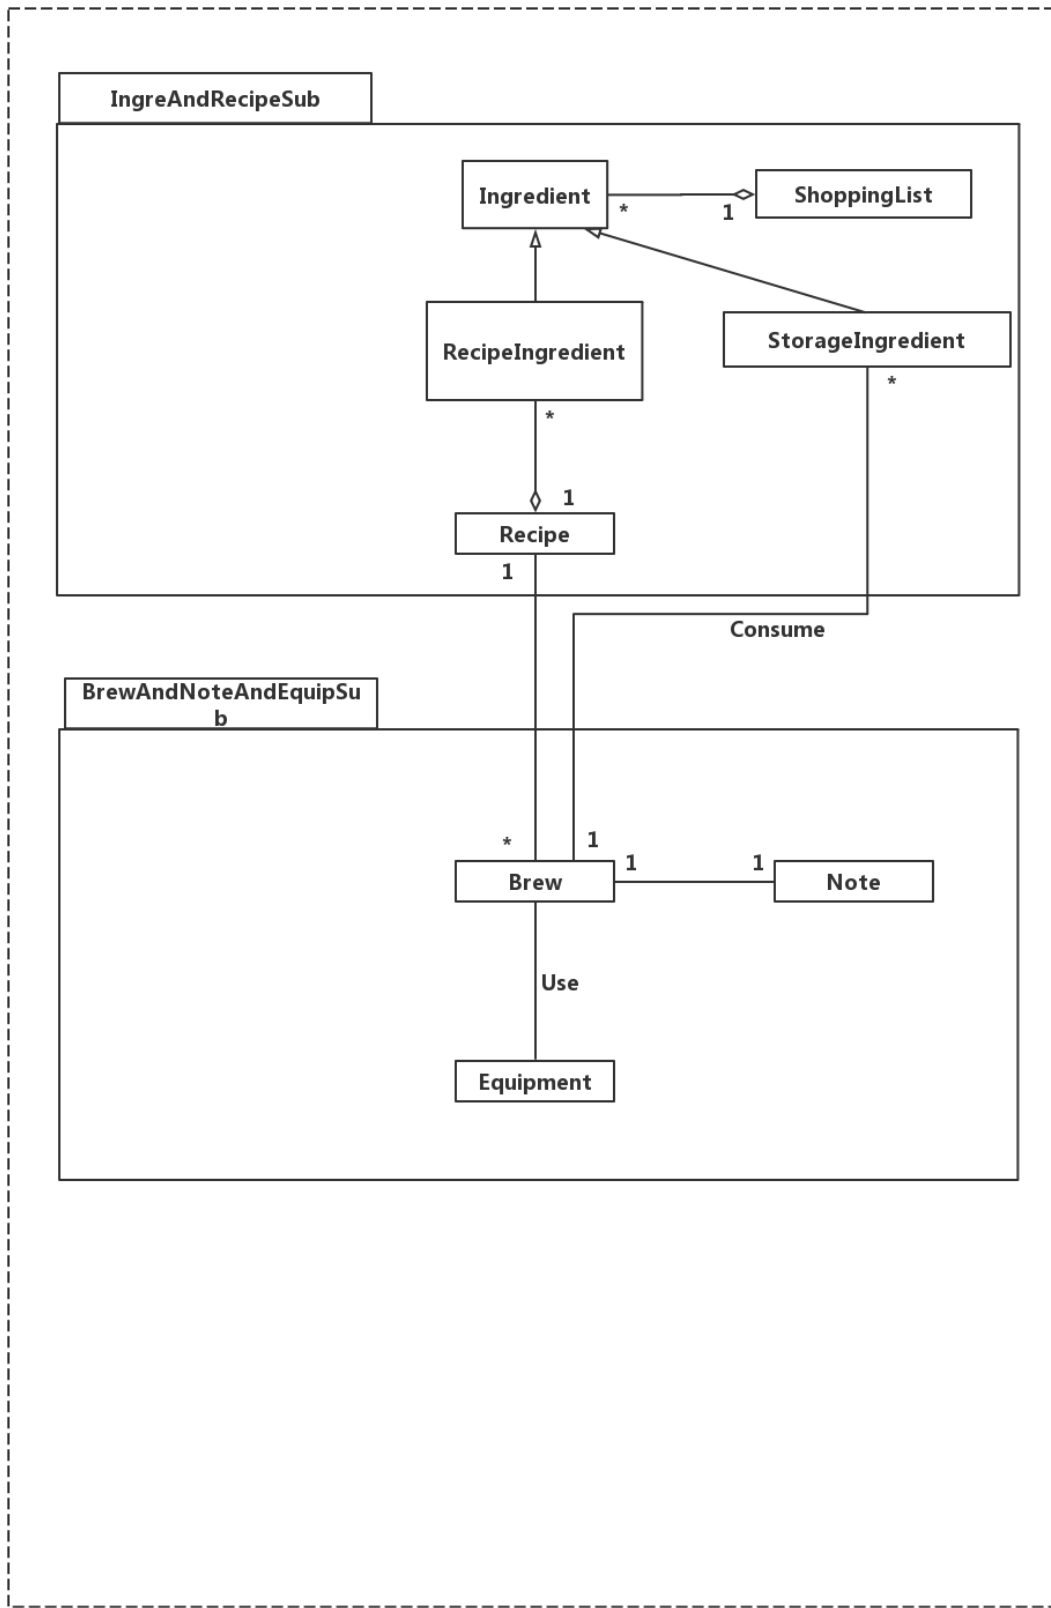 IngreAndRecipeSub
Ingredient
ShoppingList
*
1
RecipeIngredient
StorageIngredient
*
*
1
Recipe
1
Consume
BrewAndNoteAndEquipSu
b
*
1
1
1
Brew
Note
Use
Equipment